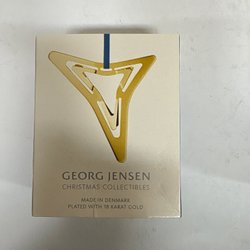 GEORG JENSEN
CHRISTMAS COLLECTIBLES
MADE IN DENMARK
PLATED WITH 18 KARAT GOLD